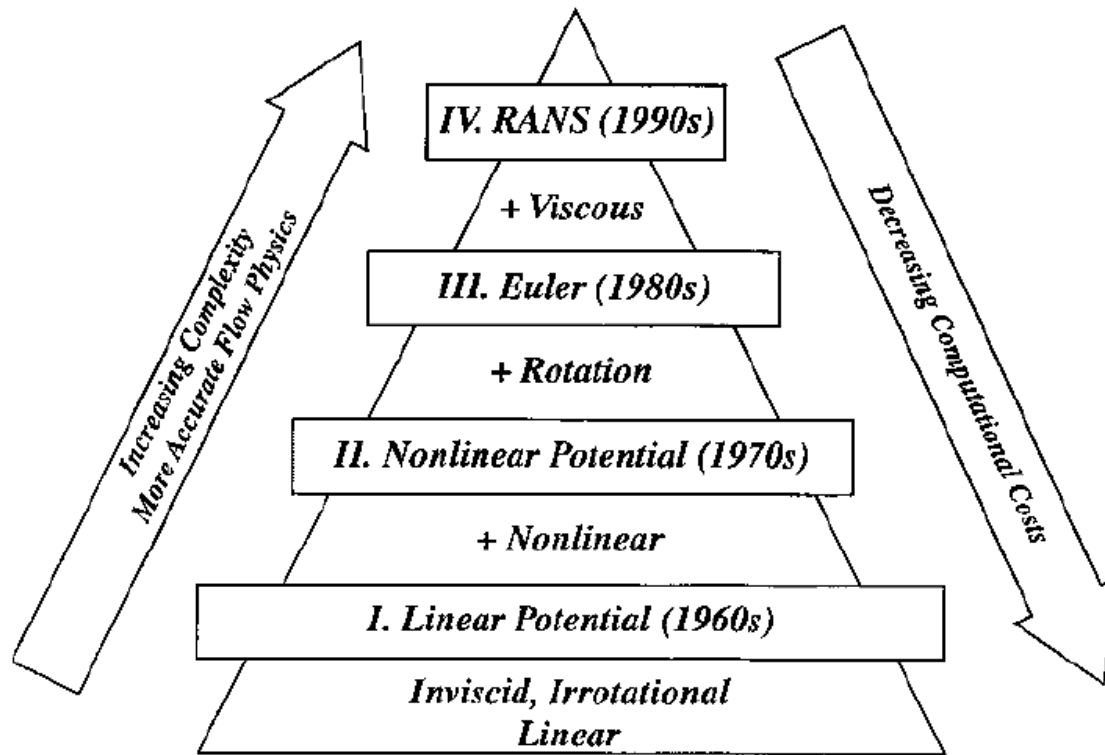 IV. RANS (1990s)
+ Viscous
III. Euler (1980s)
+ Rotation
II. Nonlinear Potential (1970s)
+ Nonlinear
I. Linear Potential (1960s)
Inviscid, Irrotational
Linear
Increasing Complexity
More Accurate Flow Physics
Decreasing Computational Costs